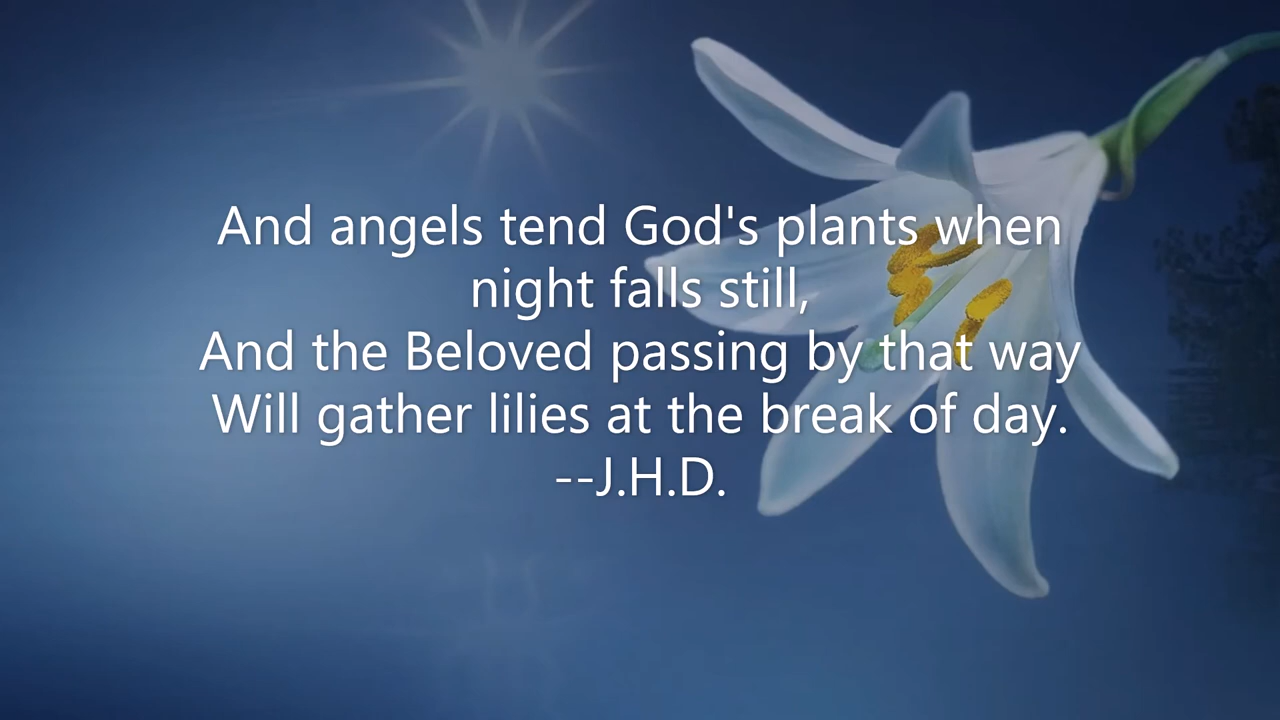 And angels tend God's plants when
night falls still,
And the Beloved passing by that way
Will gather lilies at the break of day.
--J.H.D.